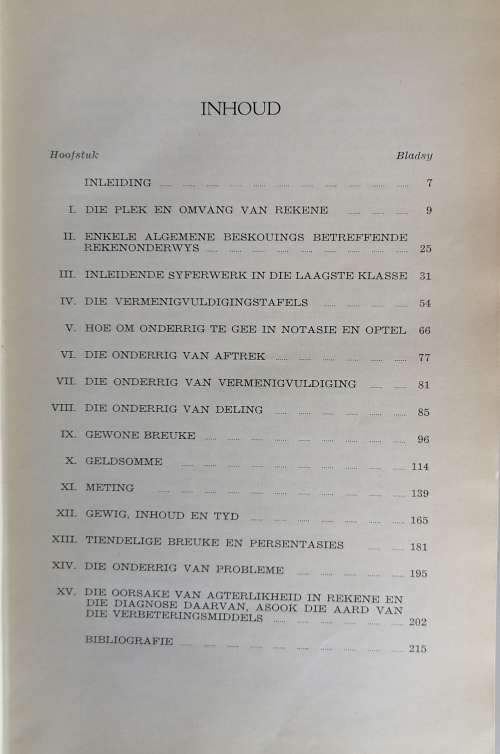 INHOUD
Hoofstuk Bladsy
INLEIDING 7
I. DIE PLEK EN OMVANG VAN REKENE 9
II. ENKELE ALGEMENE BESKOUINGS BETREFFENDE
REKENONDERWYS 25
III. INLEIDENDE SYFERWERK IN DIE LAAGSTE KLASSE 31
IV. DIE VERMENIGVULDIGINGSTAFELS 54
V. HOE OM ONDERRIG TE GEE IN NOTASIE EN OPTEL 66
VI. DIE ONDERRIG VAN AFTREK 77
VII. DIE ONDERRIG VAN VERMENIGVULDIGING 81
VIII. DIE ONDERRIG VAN DELING 85
IX. GEWONE BREUKE 96
X. GELDSOMME 114
XI. METING 139
XII. GEWIG, INHOUD EN TYD 165
XIII. TIENDELIGE BREUKE EN PERSENTASIES 181
XIV. DIE ONDERRIG VAN PROBLEME 195
XV. DIE OORSAKE VAN AGTERLIKHEID IN REKENE EN
DIE DIAGNOSE DAARVAN, ASOOK DIE AARD VAN
DIE VERBETERINGSMIDDELS 202
BIBLIOGRAFIE 215